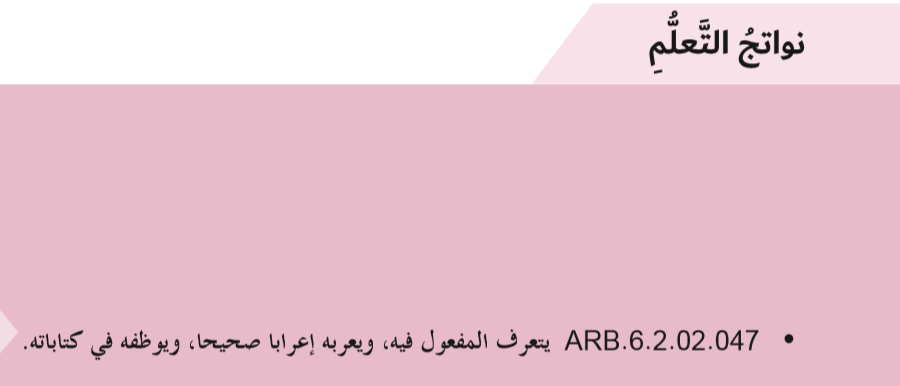 نواتجُ التَّعلُّمِ
• ARB.6.2.02.047 يتعرف المفعول فيه، ويعربه إعرابا صحيحا، ويوظفه في كتاباته.